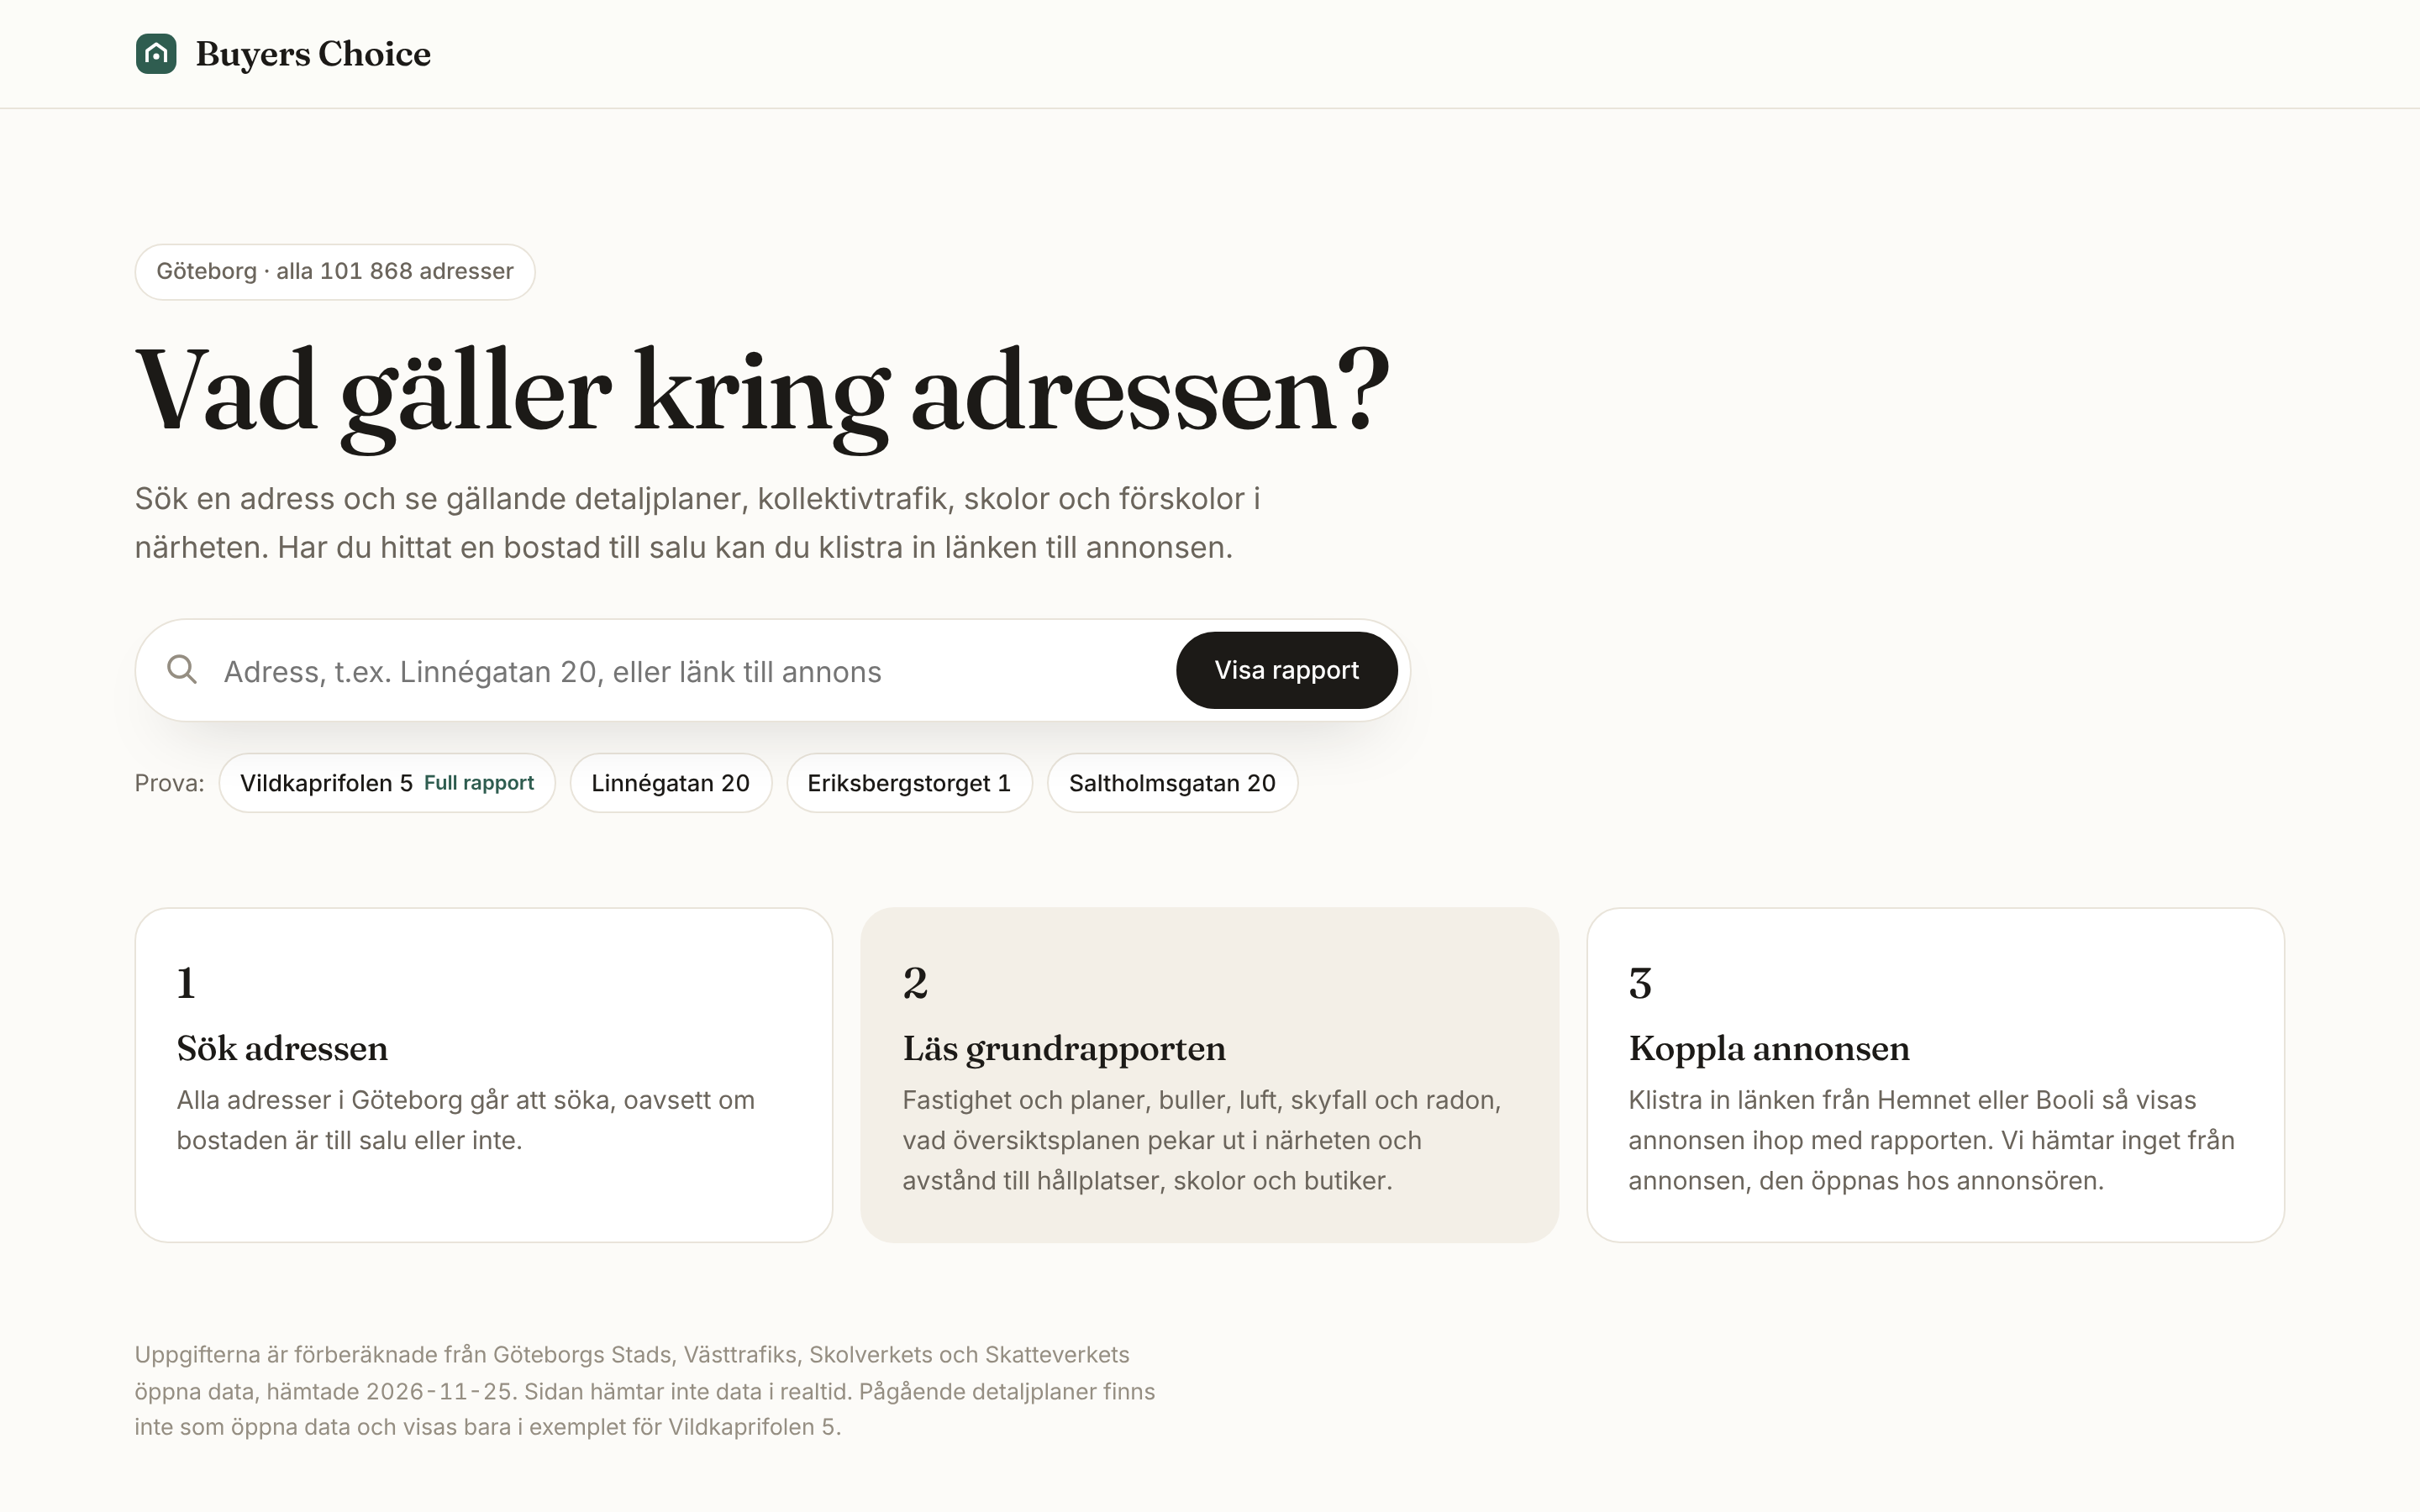 Buyers Choice
Göteborg · alla 101 868 adresser
Vad gäller kring adressen?
Sök en adress och se gällande detaljplaner, kollektivtrafik, skolor och förskolor i
närheten. Har du hittat en bostad till salu kan du klistra in länken till annonsen.
Adress, t.ex. Linnégatan 20, eller länk till annons
Visa rapport
Prova: Vildkaprifolen 5 Full rapport Linnégatan 20 Eriksbergstorget 1 Saltholmsgatan 20
1
Sök adressen
Alla adresser i Göteborg går att söka, oavsett om
bostaden är till salu eller inte.
2
Läs grundrapporten
Fastighet och planer, buller, luft, skyfall och radon,
vad översiktsplanen pekar ut i närheten och
avstånd till hållplatser, skolor och butiker.
3
Koppla annonsen
Klistra in länken från Hemnet eller Booli så visas
annonsen ihop med rapporten. Vi hämtar inget från
annonsen, den öppnas hos annonsören.
Uppgifterna är förberäknade från Göteborgs Stads, Västtrafiks, Skolverkets och Skatteverkets
öppna data, hämtade 2026-11-25. Sidan hämtar inte data i realtid. Pågående detaljplaner finns
inte som öppna data och visas bara i exemplet för Vildkaprifolen 5.